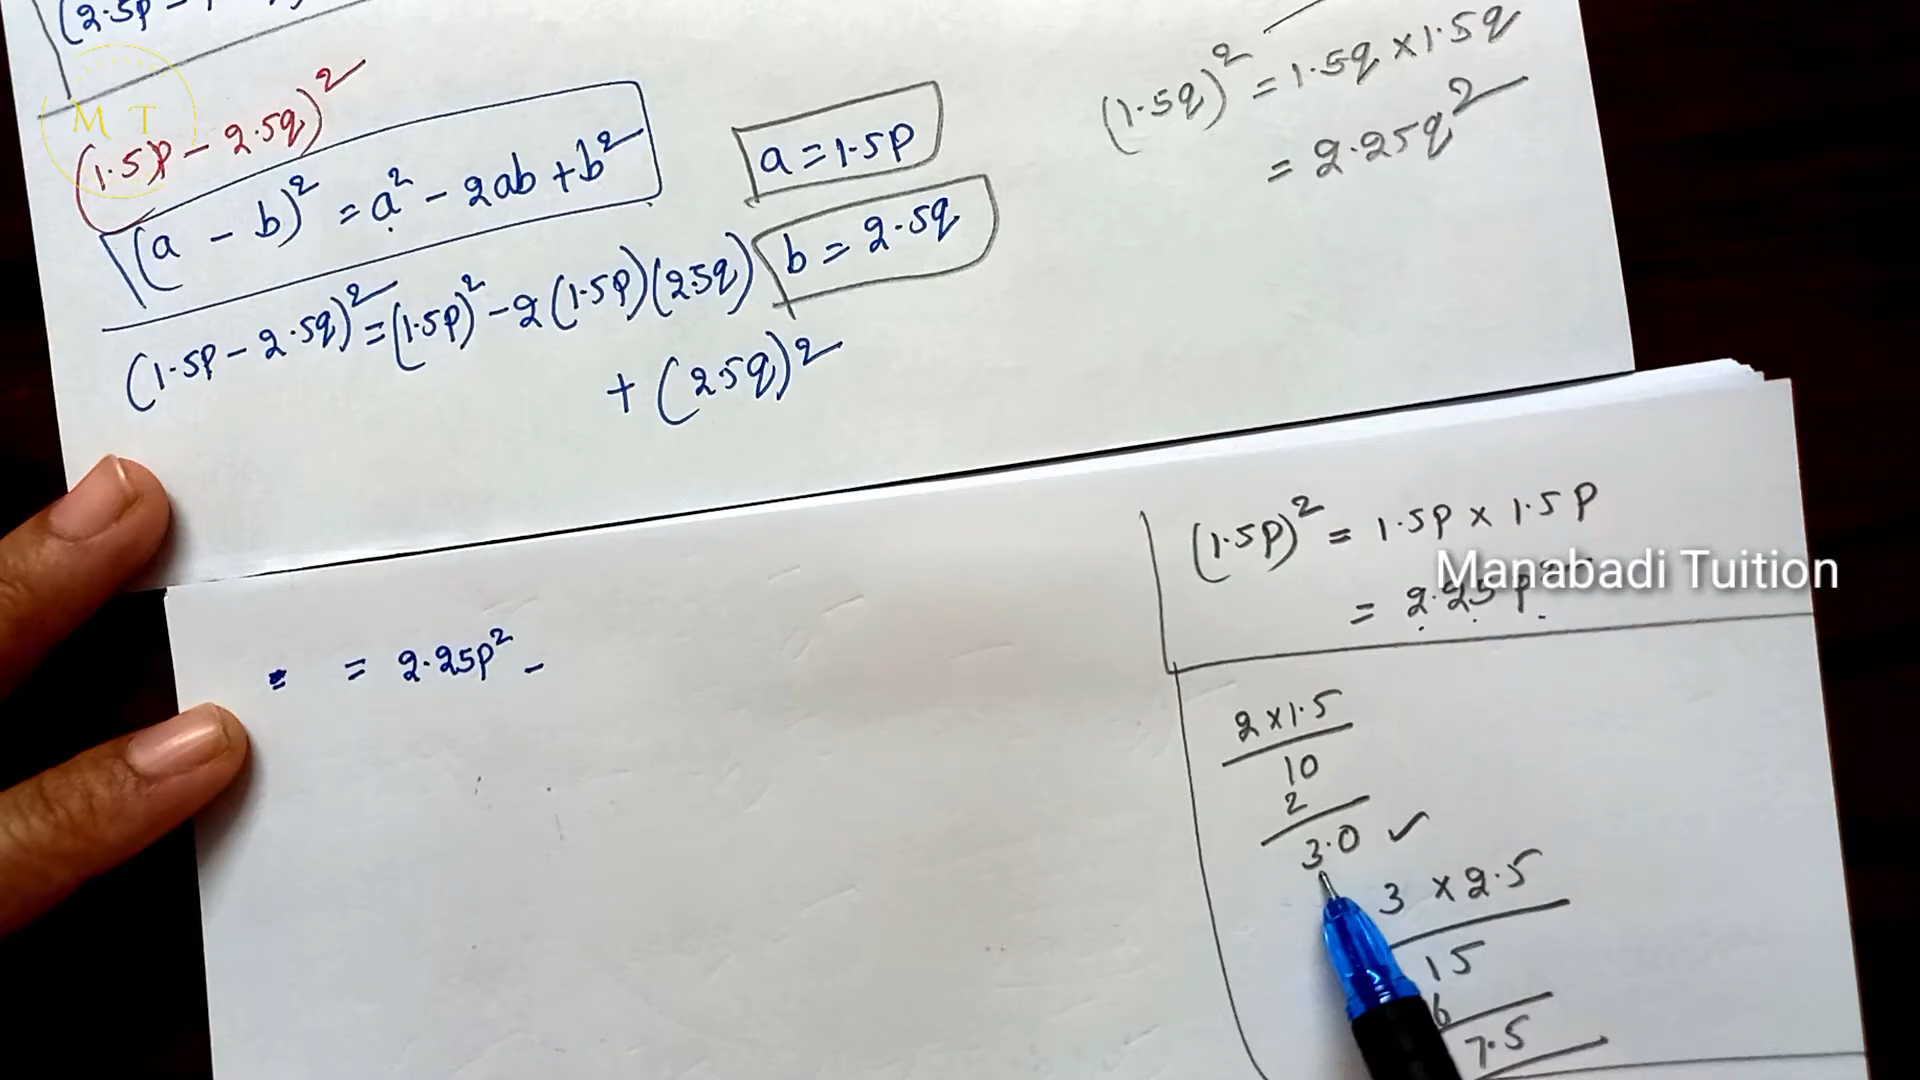 (2.5p -
M T
(1.5p - 2.5q)²
(a - b)² = a² - 2ab + b²
a = 1.5p
b = 2.5q
(1.5p - 2.5q)² = (1.5p)² - 2(1.5p)(2.5q)
+ (2.5q)²
(1.5q)² = 1.5q × 1.5q
= 2.25q²
(1.5p)² = 1.5p × 1.5p
= 2.25p²
Manabadi Tuition
= = 2.25p² -
2 × 1.5
10
2
3.0 ✓
3 × 2.5
15
6
7.5